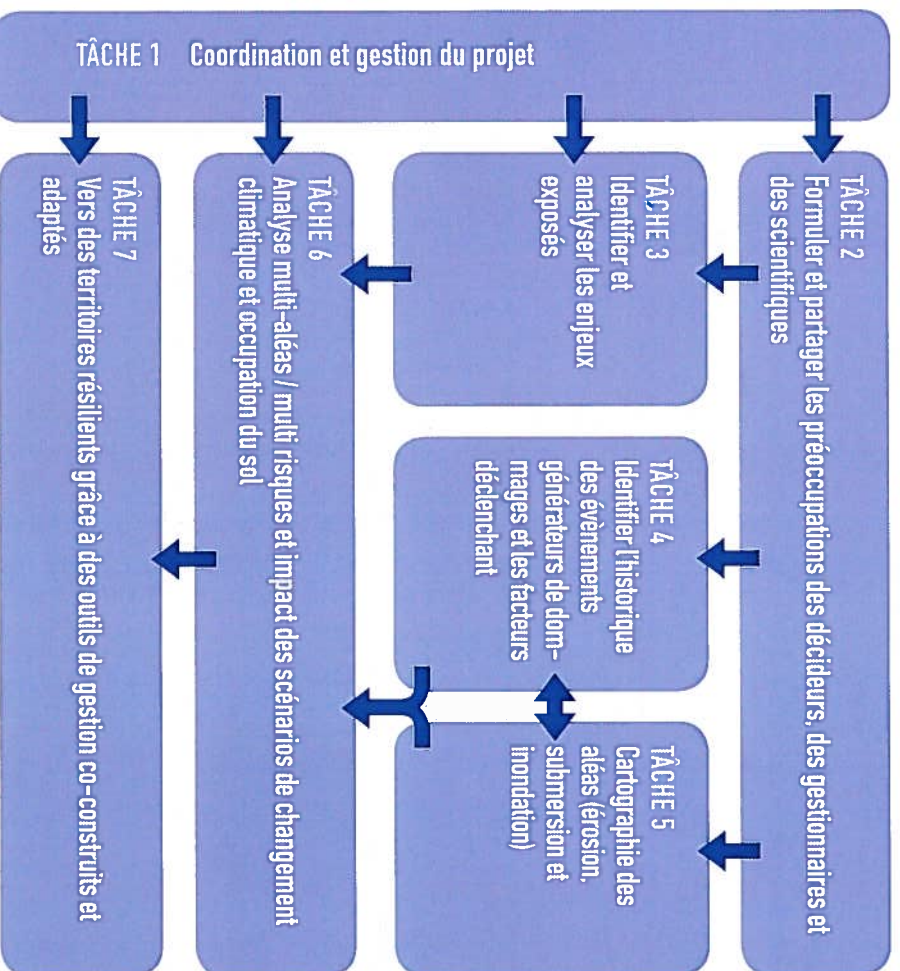 TÂCHE 1 Coordination et gestion du projet
TÂCHE 2
Formuler et partager les préoccupations des décideurs, des gestionnaires et
des scientifiques
TÂCHE 3
Identifier et
analyser les enjeux
exposés
TÂCHE 4
Identifier l'historique
des évènements
générateurs de dom-
mages et les facteurs
déclenchant
TÂCHE 5
Cartographie des
aléas (érosion,
submersion et
inondation)
TÂCHE 6
Analyse multi-aléas / multi risques et impact des scénarios de changement
climatique et occupation du sol
TÂCHE 7
Vers des territoires résilients grâce à des outils de gestion co-construits et
adaptés